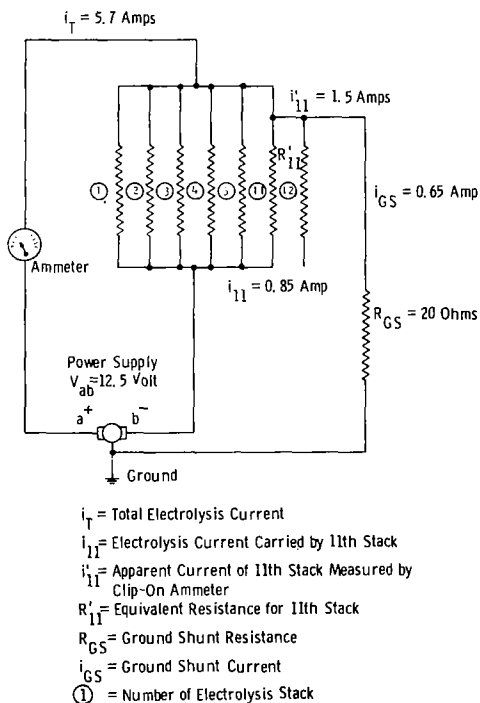 i_T = 5.7 Amps
i'_11 = 1.5 Amps
R'_11
① ② ③ ④ 5 11 12
i_GS = 0.65 Amp
Ammeter
i_11 = 0.85 Amp
R_GS = 20 Ohms
Power Supply
V_ab = 12.5 Volt
a+ b−
Ground
i_T = Total Electrolysis Current
i_11 = Electrolysis Current Carried by 11th Stack
i'_11 = Apparent Current of 11th Stack Measured by
Clip-On Ammeter
R'_11 = Equivalent Resistance for 11th Stack
R_GS = Ground Shunt Resistance
i_GS = Ground Shunt Current
① = Number of Electrolysis Stack